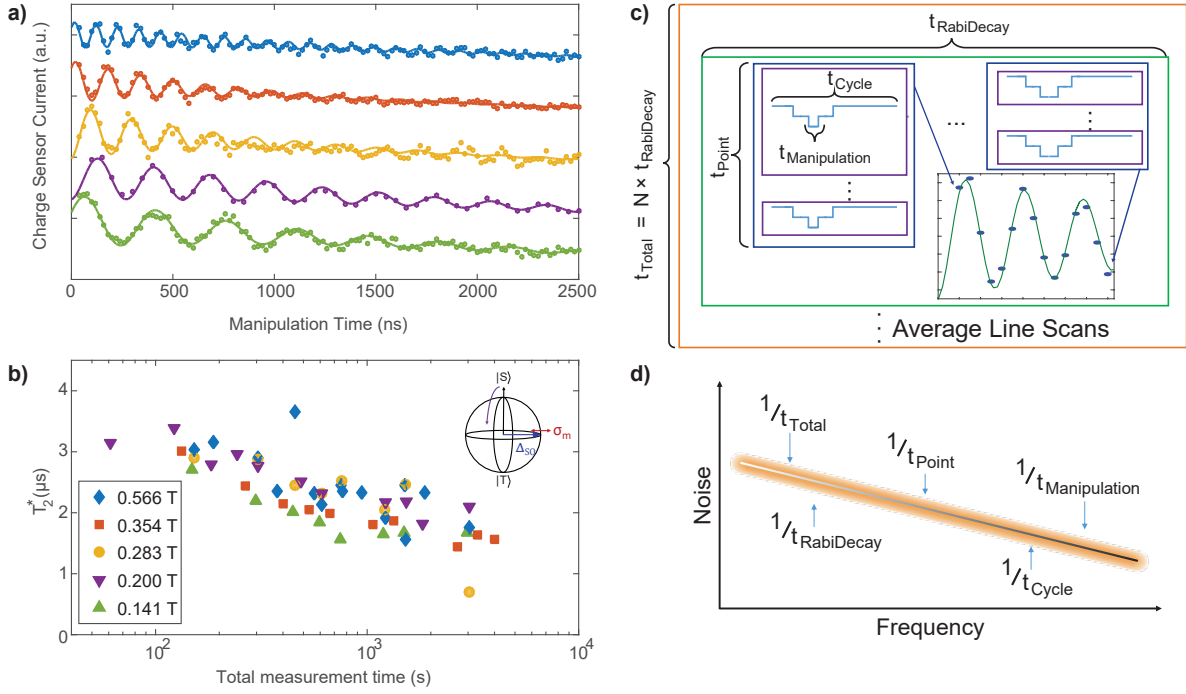 a)
Charge Sensor Current (a.u.)
0
500
1000
1500
2000
2500
Manipulation Time (ns)
b)
T2* (μs)
4
3
2
1
0
0.566 T
0.354 T
0.283 T
0.200 T
0.141 T
|S⟩
ΔSO
σm
|T⟩
10^2
10^3
10^4
Total measurement time (s)
c)
tTotal = N × tRabiDecay
tRabiDecay
tPoint
tCycle
tManipulation
...
Average Line Scans
d)
Noise
1/tTotal
1/tPoint
1/tManipulation
1/tRabiDecay
1/tCycle
Frequency